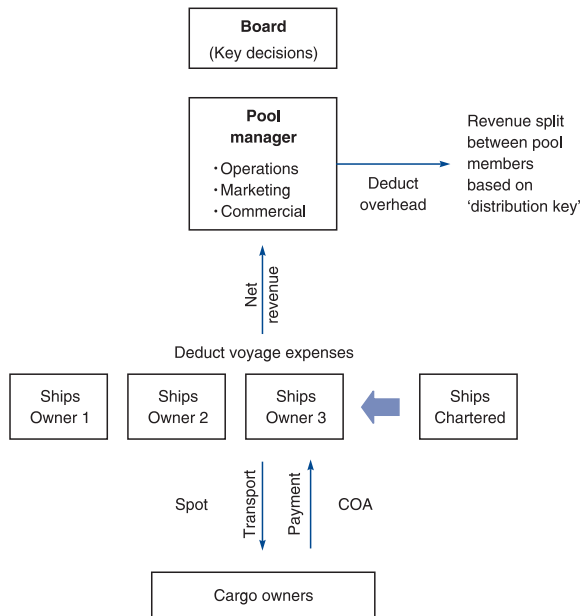 Board
(Key decisions)
Pool
manager
· Operations
· Marketing
· Commercial
Deduct
overhead
Revenue split
between pool
members
based on
‘distribution key’
Net
revenue
Deduct voyage expenses
Ships
Owner 1
Ships
Owner 2
Ships
Owner 3
Ships
Chartered
Spot
Transport
Payment
COA
Cargo owners